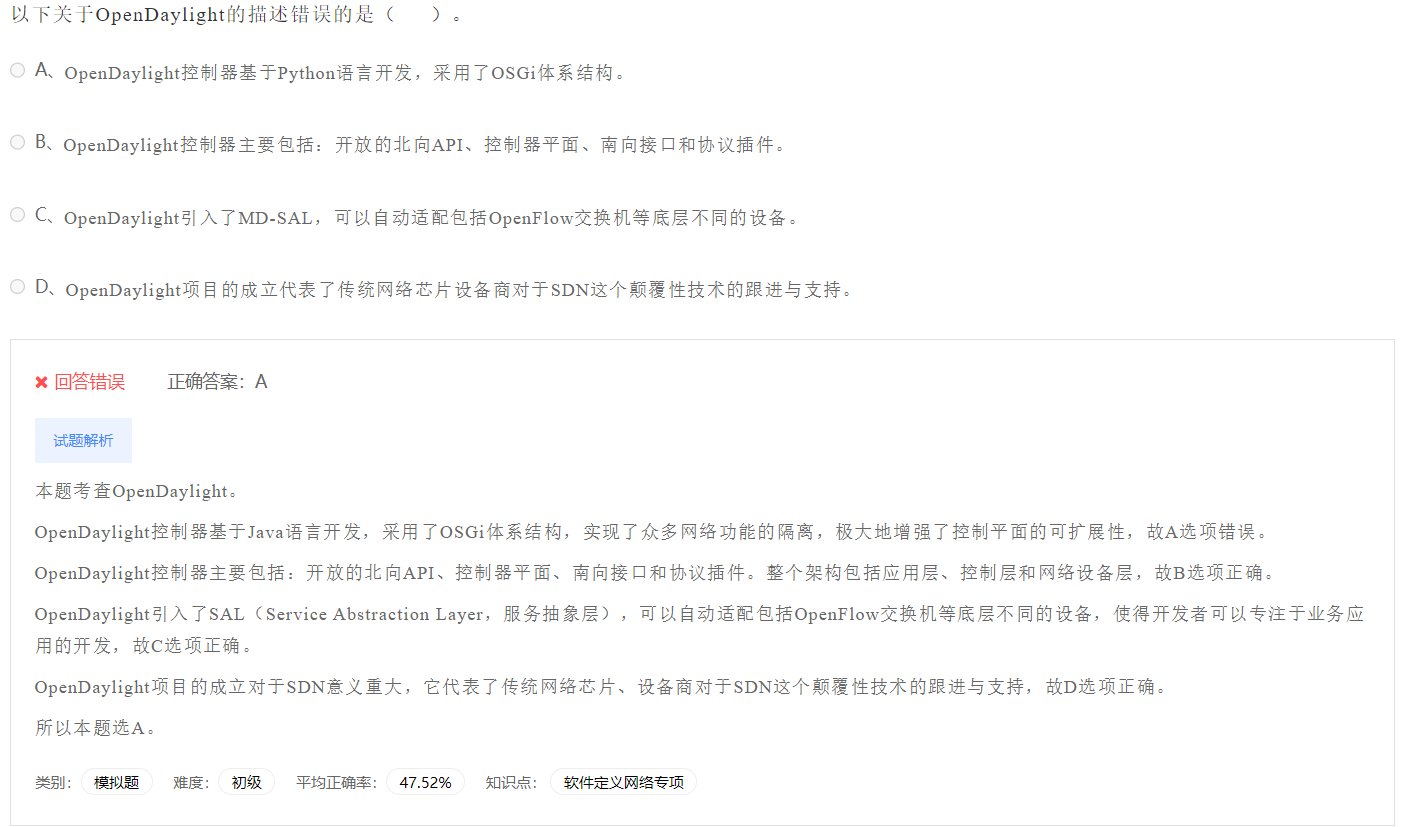 以下关于OpenDaylight的描述错误的是（　　）。
A、OpenDaylight控制器基于Python语言开发，采用了OSGi体系结构。
B、OpenDaylight控制器主要包括：开放的北向API、控制器平面、南向接口和协议插件。
C、OpenDaylight引入了MD-SAL，可以自动适配包括OpenFlow交换机等底层不同的设备。
D、OpenDaylight项目的成立代表了传统网络芯片设备商对于SDN这个颠覆性技术的跟进与支持。
✖ 回答错误 正确答案：A
试题解析
本题考查OpenDaylight。
OpenDaylight控制器基于Java语言开发，采用了OSGi体系结构，实现了众多网络功能的隔离，极大地增强了控制平面的可扩展性，故A选项错误。
OpenDaylight控制器主要包括：开放的北向API、控制器平面、南向接口和协议插件。整个架构包括应用层、控制层和网络设备层，故B选项正确。
OpenDaylight引入了SAL（Service Abstraction Layer，服务抽象层），可以自动适配包括OpenFlow交换机等底层不同的设备，使得开发者可以专注于业务应
用的开发，故C选项正确。
OpenDaylight项目的成立对于SDN意义重大，它代表了传统网络芯片、设备商对于SDN这个颠覆性技术的跟进与支持，故D选项正确。
所以本题选A。
类别： 模拟题 难度： 初级 平均正确率： 47.52% 知识点： 软件定义网络专项